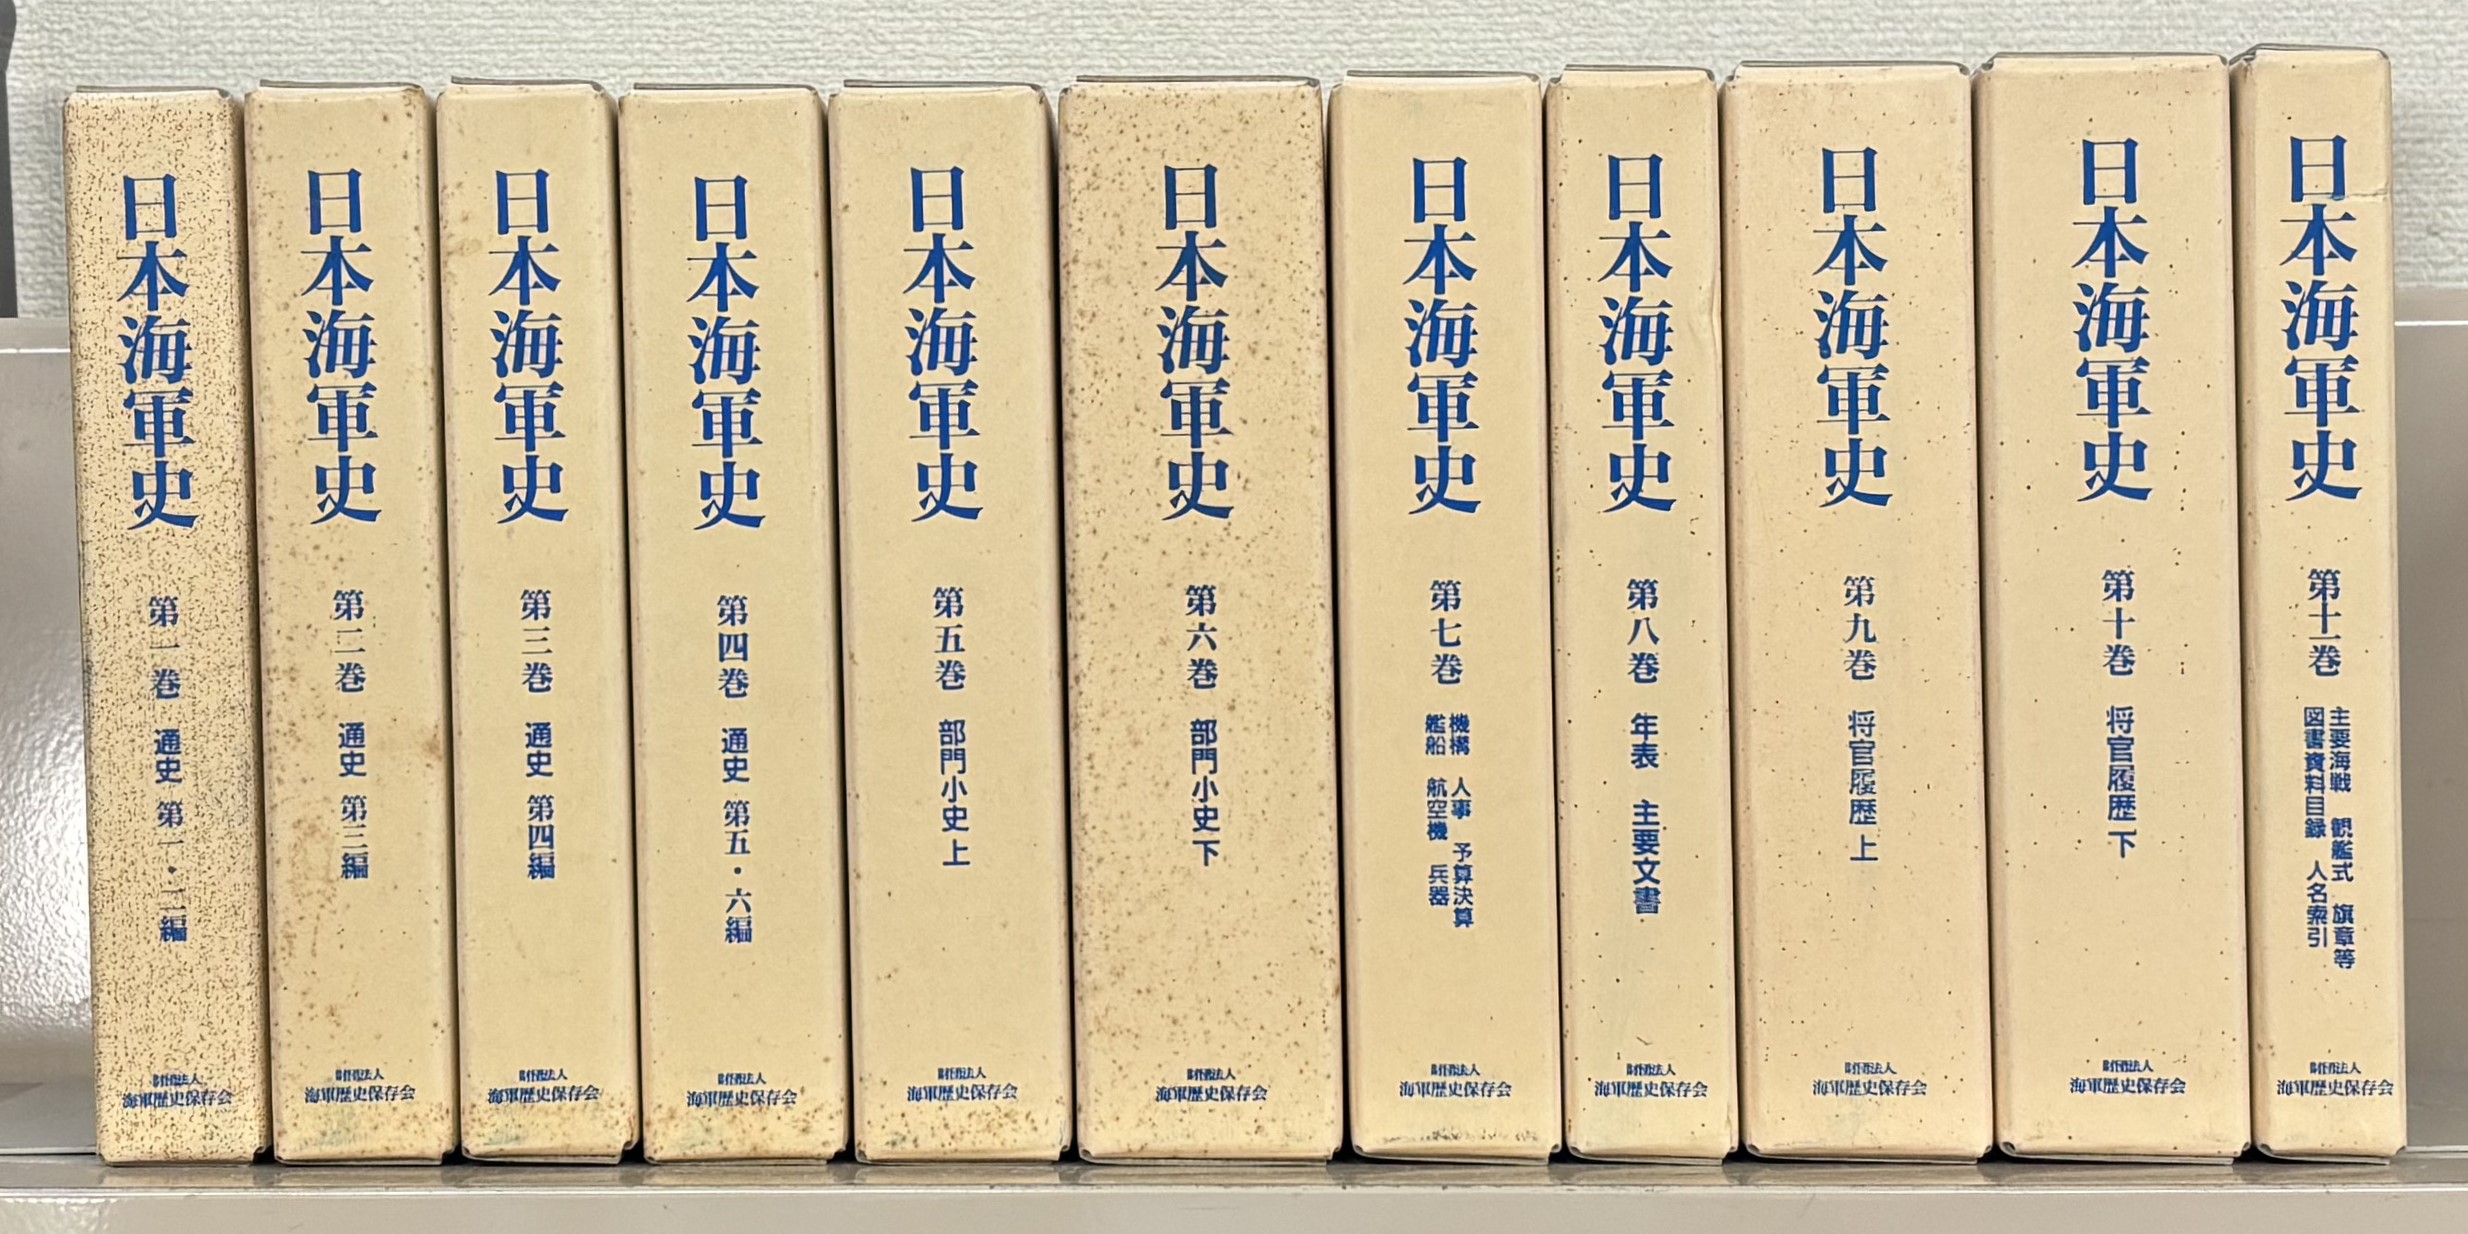 日本海軍史
第一巻 通史 第一・二編
財団法人
海軍歴史保存会
日本海軍史
第二巻 通史 第三編
財団法人
海軍歴史保存会
日本海軍史
第三巻 通史 第四編
財団法人
海軍歴史保存会
日本海軍史
第四巻 通史 第五・六編
財団法人
海軍歴史保存会
日本海軍史
第五巻 部門小史 上
財団法人
海軍歴史保存会
日本海軍史
第六巻 部門小史 下
財団法人
海軍歴史保存会
日本海軍史
第七巻
機構 人事 予算決算
艦船 航空機 兵器
財団法人
海軍歴史保存会
日本海軍史
第八巻 年表 主要文書
財団法人
海軍歴史保存会
日本海軍史
第九巻 将官履歴 上
財団法人
海軍歴史保存会
日本海軍史
第十巻 将官履歴 下
財団法人
海軍歴史保存会
日本海軍史
第十一巻
主要海戦 観艦式 旗章等
図書資料目録 人名索引
財団法人
海軍歴史保存会